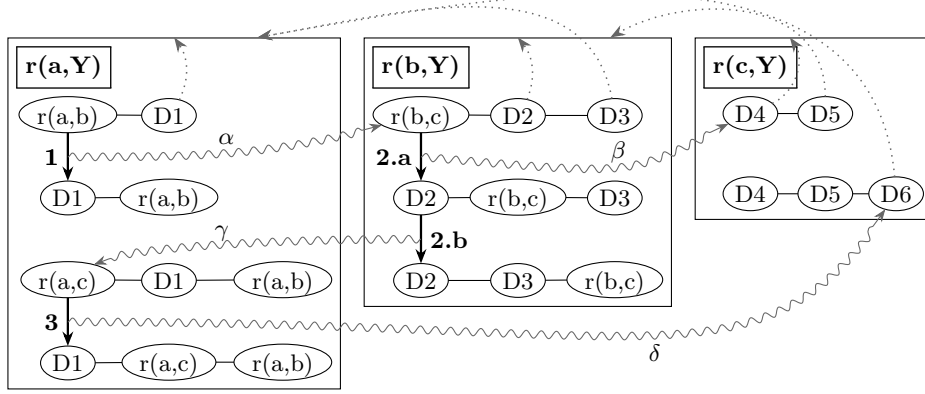 r(a,Y) r(b,Y) r(c,Y)
r(a,b) D1 r(b,c) D2 D3 D4 D5
α
β
1 2.a
D1 r(a,b) D2 r(b,c) D3 D4 D5 D6
γ 2.b
r(a,c) D1 r(a,b) D2 D3 r(b,c)
3
δ
D1 r(a,c) r(a,b)